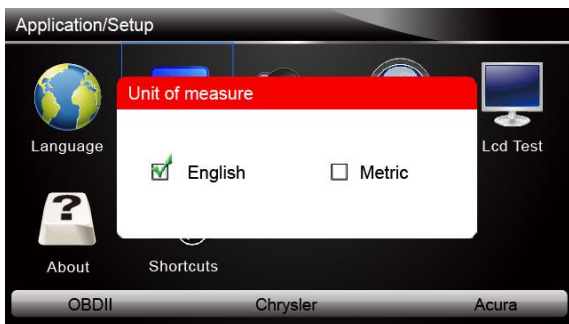 Application/Setup
Unit of measure
Language
English
Metric
Lcd Test
?
About
Shortcuts
OBDII
Chrysler
Acura